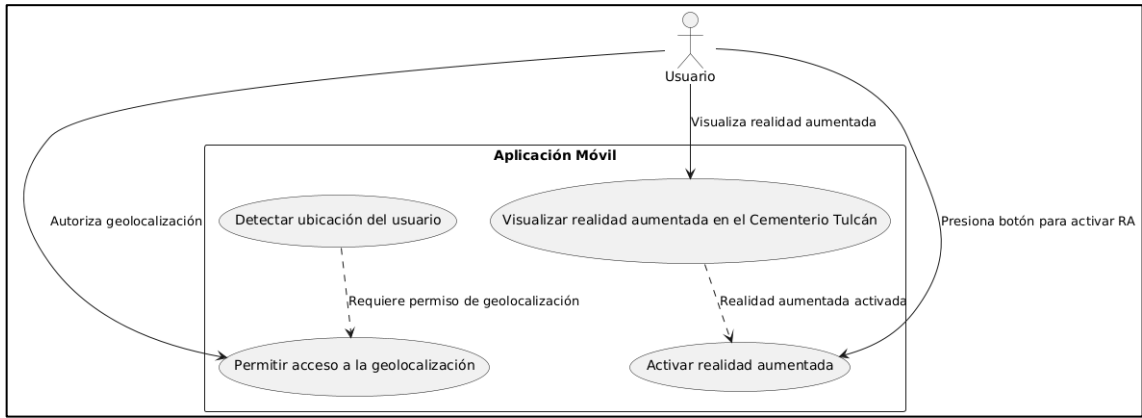 Usuario
Visualiza realidad aumentada
Aplicación Móvil
Autoriza geolocalización
Detectar ubicación del usuario
Visualizar realidad aumentada en el Cementerio Tulcán
Presiona botón para activar RA
Requiere permiso de geolocalización
Realidad aumentada activada
Permitir acceso a la geolocalización
Activar realidad aumentada